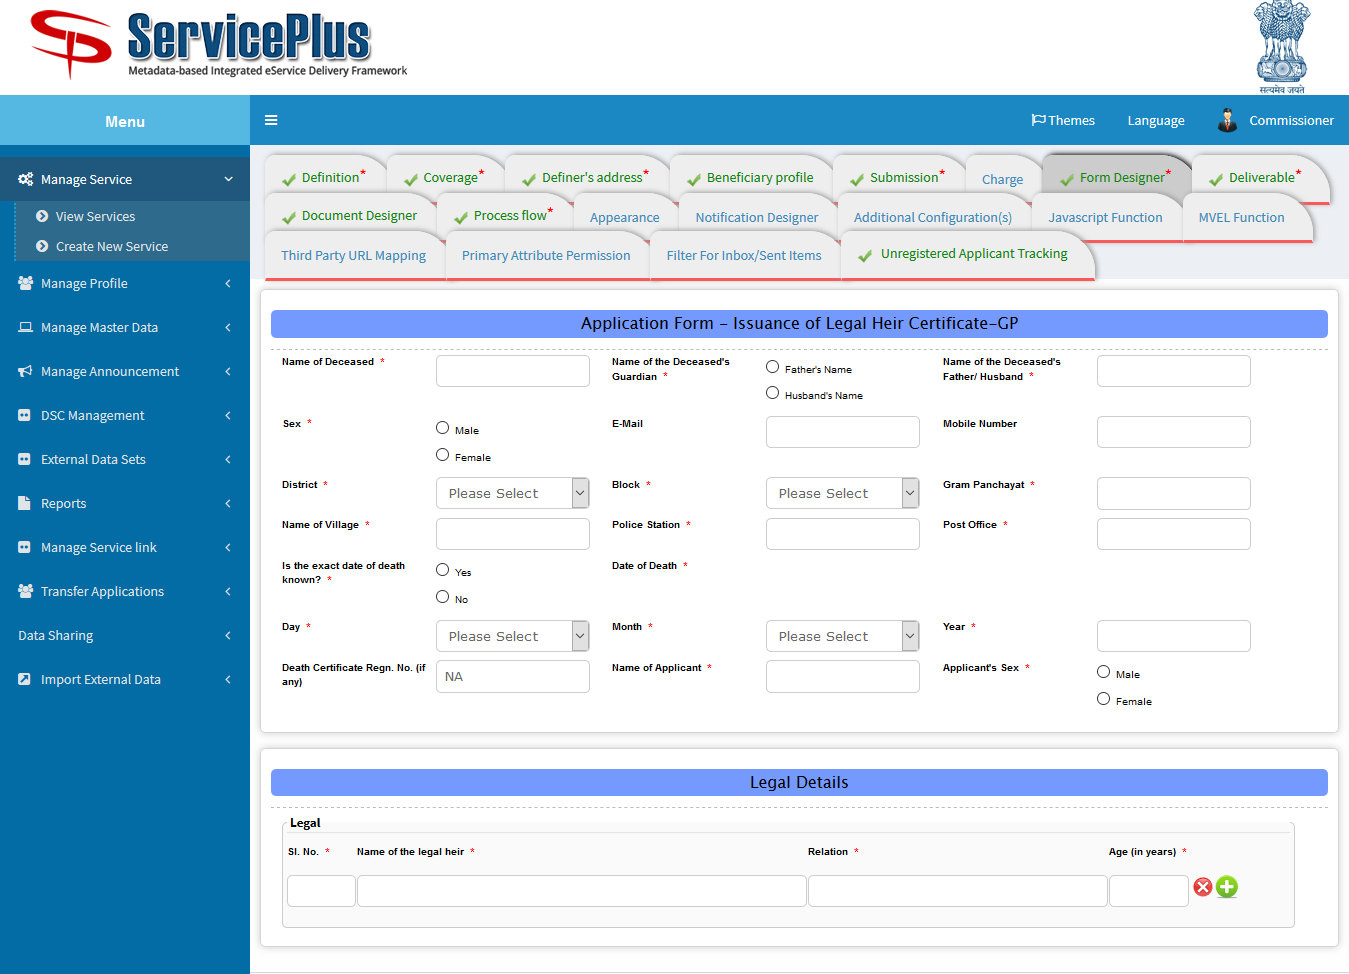 ServicePlus
Metadata-based Integrated eService Delivery Framework
सत्यमेव जयते
Menu
Themes Language Commissioner
Manage Service
View Services
Create New Service
Manage Profile
Manage Master Data
Manage Announcement
DSC Management
External Data Sets
Reports
Manage Service link
Transfer Applications
Data Sharing
Import External Data
Definition* Coverage* Definer's address* Beneficiary profile Submission* Charge Form Designer* Deliverable*
Document Designer Process flow* Appearance Notification Designer Additional Configuration(s) Javascript Function MVEL Function
Third Party URL Mapping Primary Attribute Permission Filter For Inbox/Sent Items Unregistered Applicant Tracking
Application Form – Issuance of Legal Heir Certificate-GP
Name of Deceased *
Name of the Deceased's
Guardian *
Father's Name
Husband's Name
Name of the Deceased's
Father/ Husband *
Sex *
Male
Female
E-Mail
Mobile Number
District * Please Select
Block * Please Select
Gram Panchayat *
Name of Village *
Police Station *
Post Office *
Is the exact date of death
known? *
Yes
No
Date of Death *
Day * Please Select
Month * Please Select
Year *
Death Certificate Regn. No. (if
any)
NA
Name of Applicant *
Applicant's Sex *
Male
Female
Legal Details
Legal
Sl. No. * Name of the legal heir * Relation * Age (in years) *